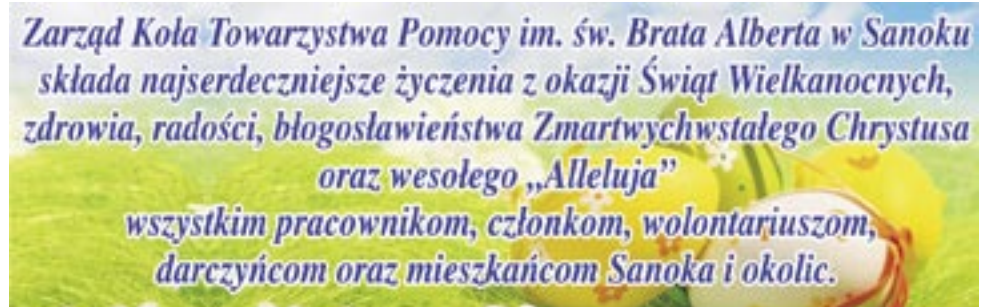 Zarząd Koła Towarzystwa Pomocy im. św. Brata Alberta w Sanoku
składa najserdeczniejsze życzenia z okazji Świąt Wielkanocnych,
zdrowia, radości, błogosławieństwa Zmartwychwstałego Chrystusa
oraz wesołego „Alleluja”
wszystkim pracownikom, członkom, wolontariuszom,
darczyńcom oraz mieszkańcom Sanoka i okolic.